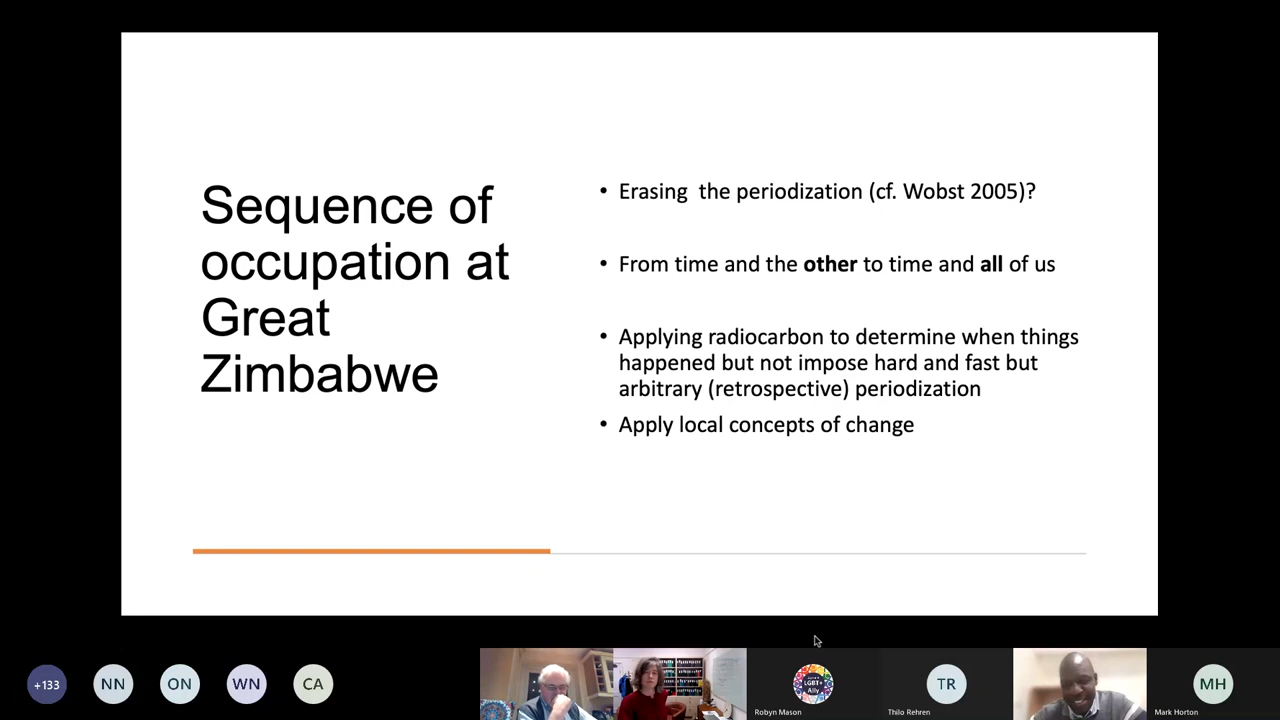 Sequence of
occupation at
Great
Zimbabwe
• Erasing  the periodization (cf. Wobst 2005)?
• From time and the other to time and all of us
• Applying radiocarbon to determine when things
happened but not impose hard and fast but
arbitrary (retrospective) periodization
• Apply local concepts of change
+133
NN
ON
WN
CA
LGBT+
Ally
Robyn Mason
TR
Thilo Rehren
MH
Mark Horton